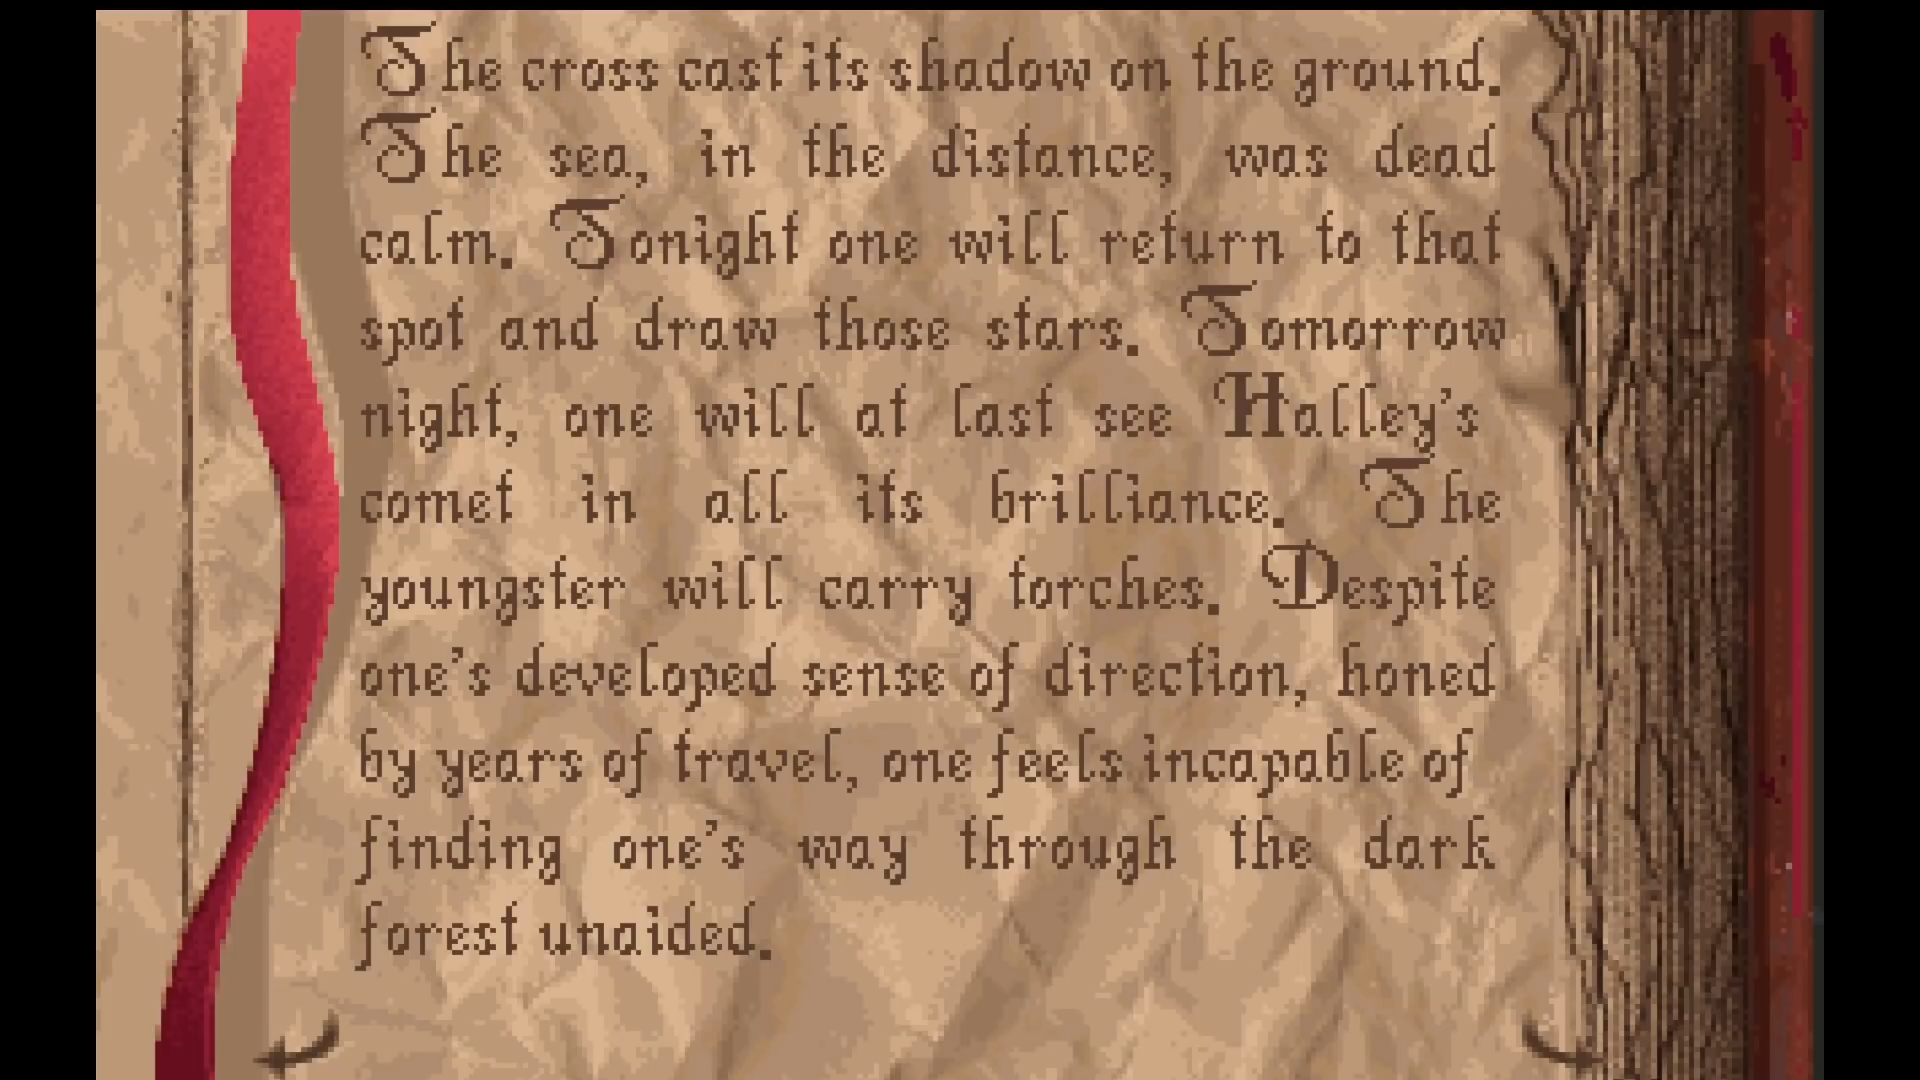 The cross cast its shadow on the ground.
The sea, in the distance, was dead
calm. Tonight one will return to that
spot and draw those stars. Tomorrow
night, one will at last see Halley's
comet in all its brilliance. The
youngster will carry torches. Despite
one's developed sense of direction, honed
by years of travel, one feels incapable of
finding one's way through the dark
forest unaided.